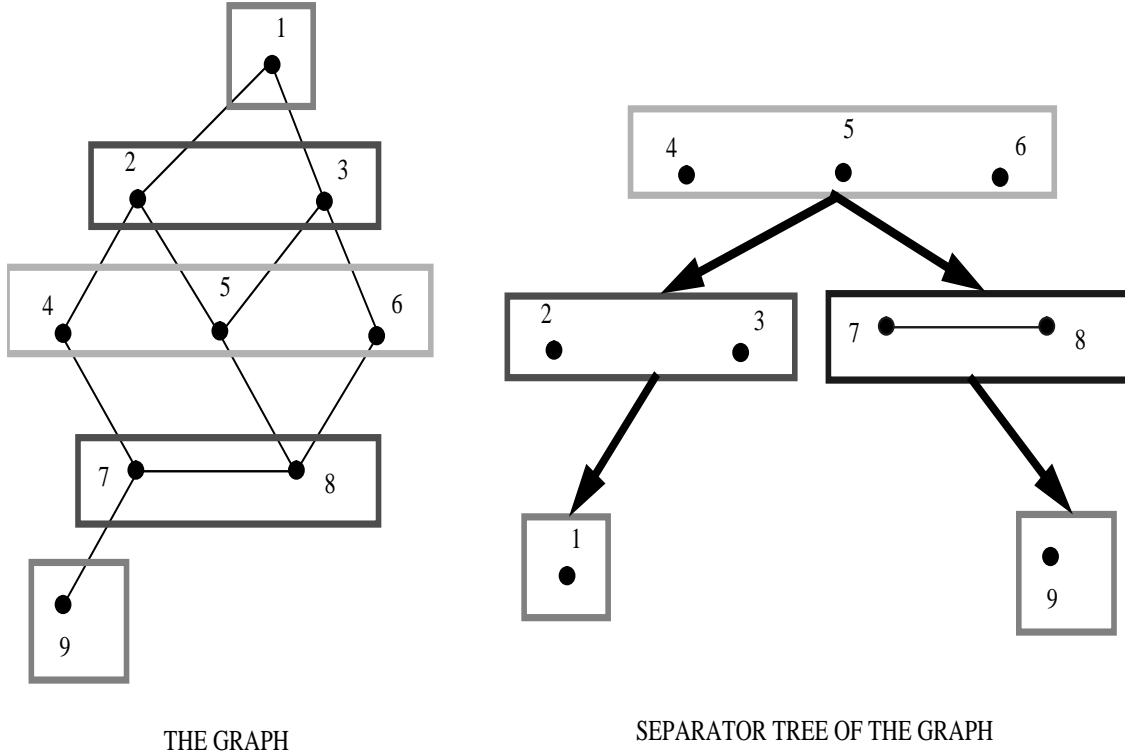 1
2 3
4 5 6
7 8
9
THE GRAPH
4 5 6
2 3
7 8
1
9
SEPARATOR TREE OF THE GRAPH